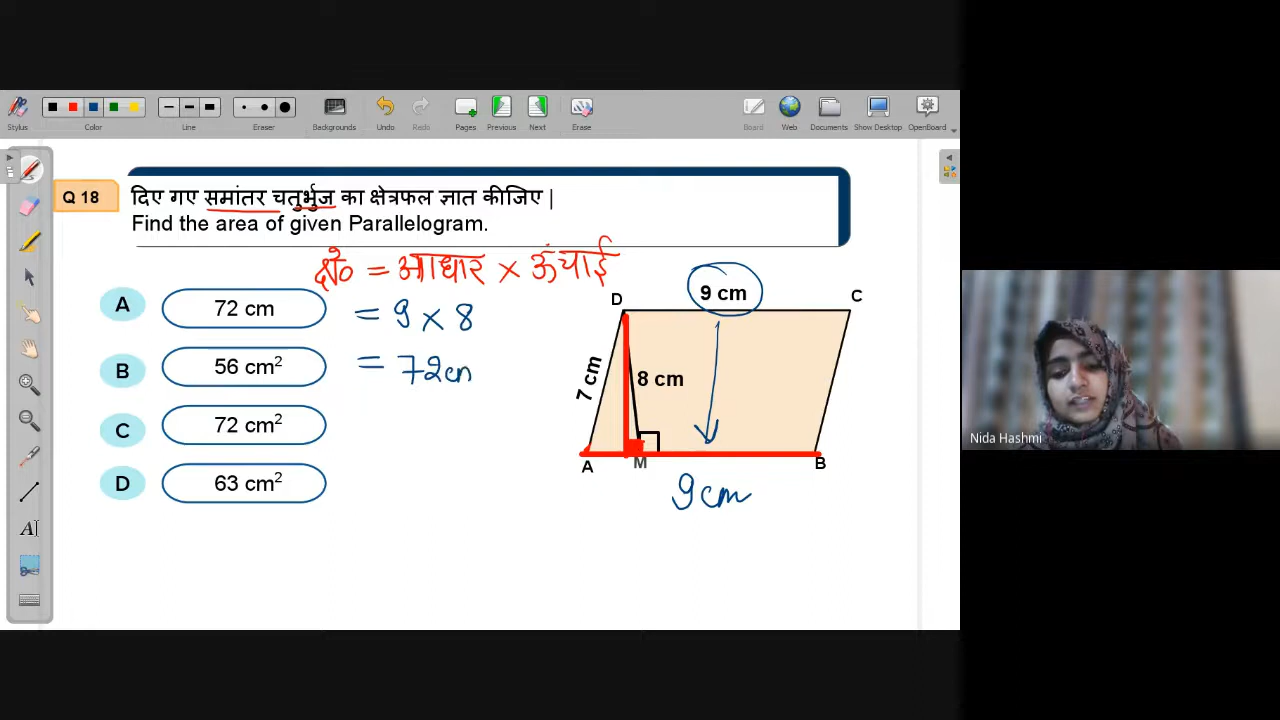 Stylus
Color
Line
Eraser
Backgrounds
Undo
Redo
Pages
Previous
Next
Erase
Board
Web
Documents
Show Desktop
OpenBoard
Q 18
दिए गए समांतर चतुर्भुज का क्षेत्रफल ज्ञात कीजिए |
Find the area of given Parallelogram.
क्षे० = आधार × ऊंचाई
A 72 cm
= 9 × 8
B 56 cm²
= 72cm
C 72 cm²
D 63 cm²
D 9 cm C
7 cm
8 cm
A M B
9cm
Nida Hashmi